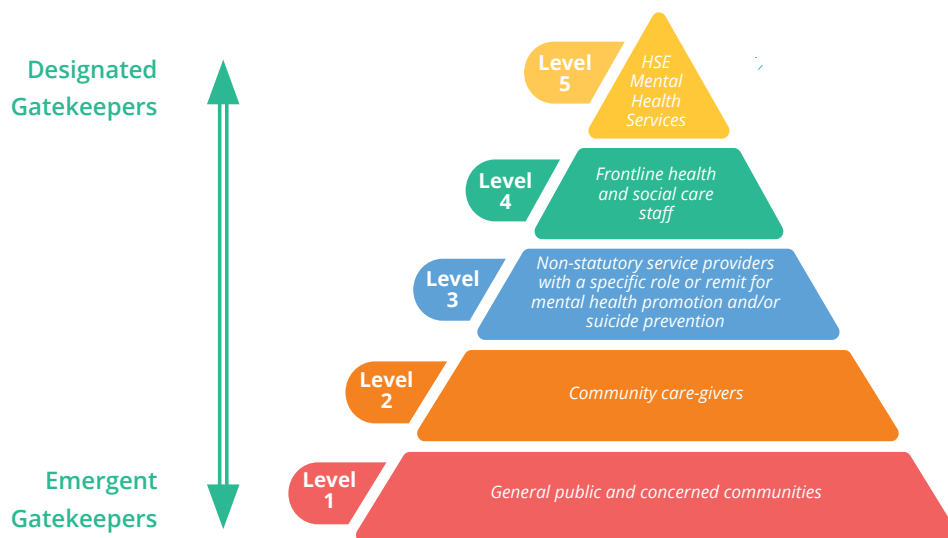 Designated
Gatekeepers
Level
5
HSE
Mental
Health
Services
Level
4
Frontline health
and social care
staff
Level
3
Non-statutory service providers
with a specific role or remit for
mental health promotion and/or
suicide prevention
Level
2
Community care-givers
Emergent
Gatekeepers
Level
1
General public and concerned communities